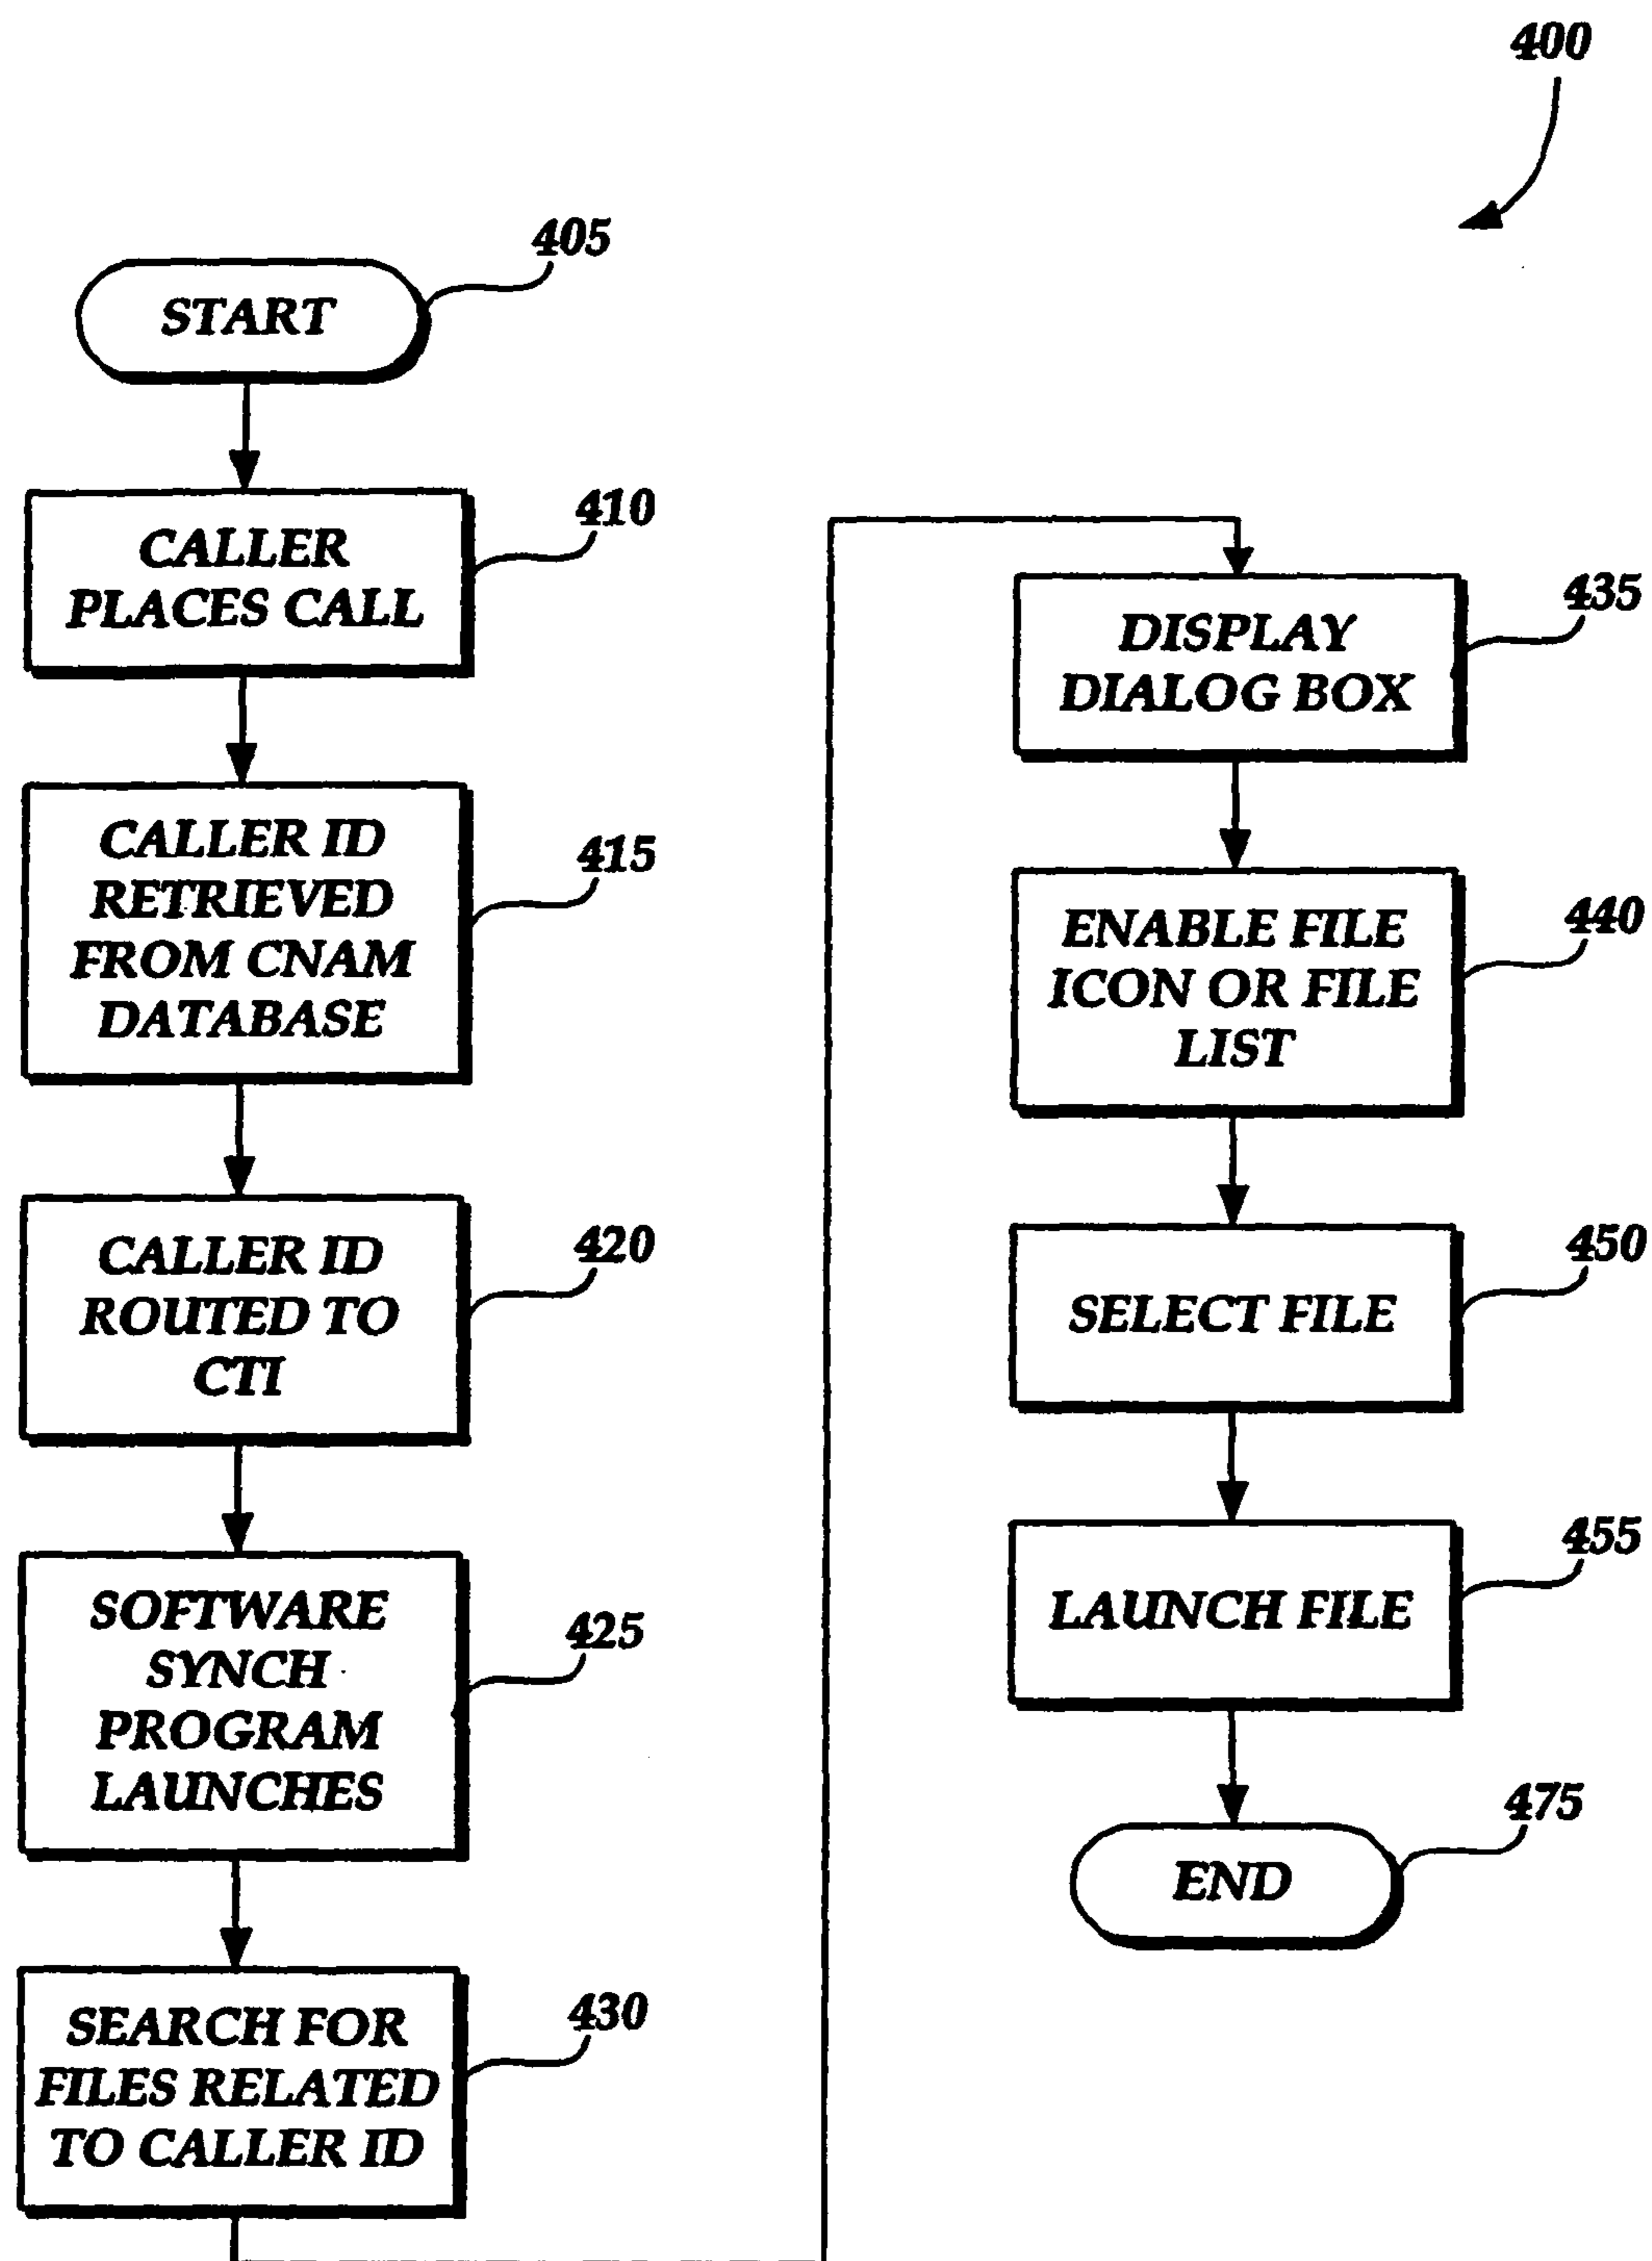 400
405
START
410
CALLER
PLACES CALL
415
CALLER ID
RETRIEVED
FROM CNAM
DATABASE
420
CALLER ID
ROUTED TO
CTI
425
SOFTWARE
SYNCH
PROGRAM
LAUNCHES
430
SEARCH FOR
FILES RELATED
TO CALLER ID
435
DISPLAY
DIALOG BOX
440
ENABLE FILE
ICON OR FILE
LIST
450
SELECT FILE
455
LAUNCH FILE
475
END